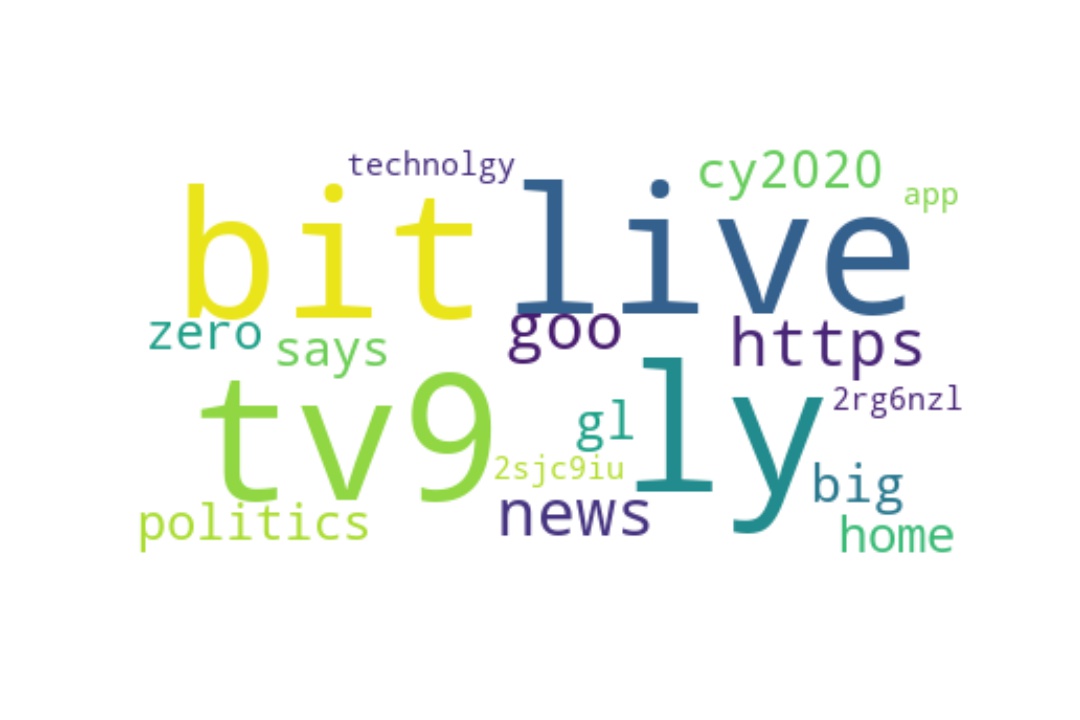 technolgy
cy2020
app
bit
live
zero
says
goo
https
tv9
gl
ly
2rg6nzl
2sjc9iu
big
politics
news
home